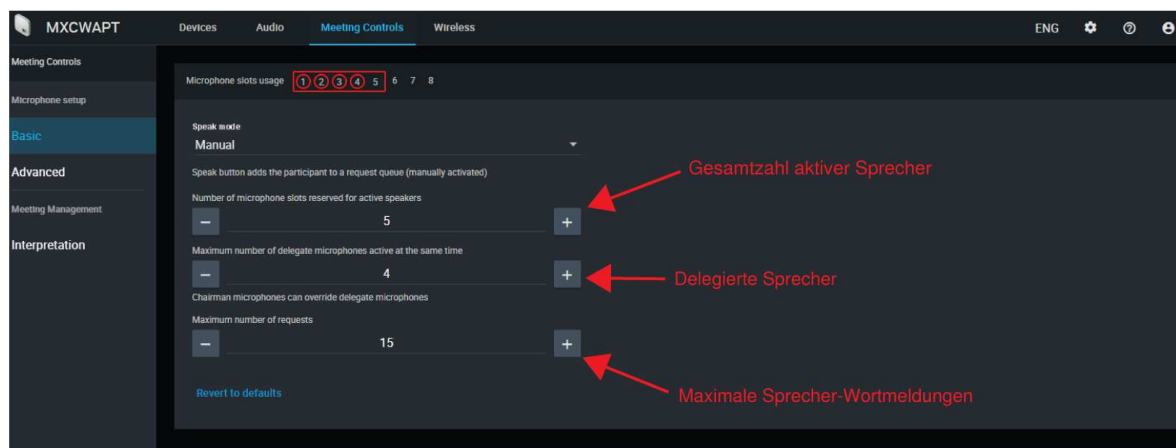 MXCWAPT Devices Audio Meeting Controls Wireless ENG
Meeting Controls
Microphone slots usage 1 2 3 4 5 6 7 8
Microphone setup
Basic
Advanced
Meeting Management
Interpretation
Speak mode
Manual
Speak button adds the participant to a request queue (manually activated)
Gesamtzahl aktiver Sprecher
Number of microphone slots reserved for active speakers
− 5 +
Maximum number of delegate microphones active at the same time
− 4 +
Delegierte Sprecher
Chairman microphones can override delegate microphones
Maximum number of requests
− 15 +
Revert to defaults
Maximale Sprecher-Wortmeldungen